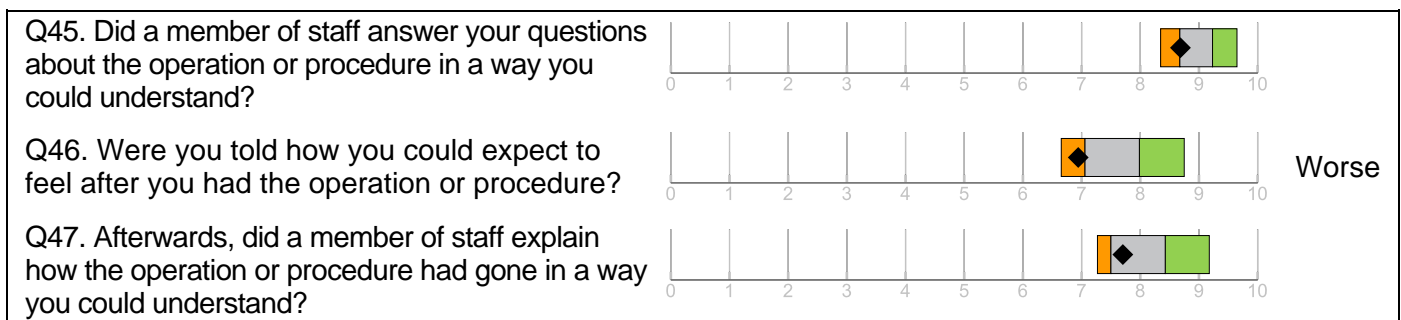 Q45. Did a member of staff answer your questions
about the operation or procedure in a way you
could understand?
0 1 2 3 4 5 6 7 8 9 10
Q46. Were you told how you could expect to
feel after you had the operation or procedure?
0 1 2 3 4 5 6 7 8 9 10
Worse
Q47. Afterwards, did a member of staff explain
how the operation or procedure had gone in a way
you could understand?
0 1 2 3 4 5 6 7 8 9 10